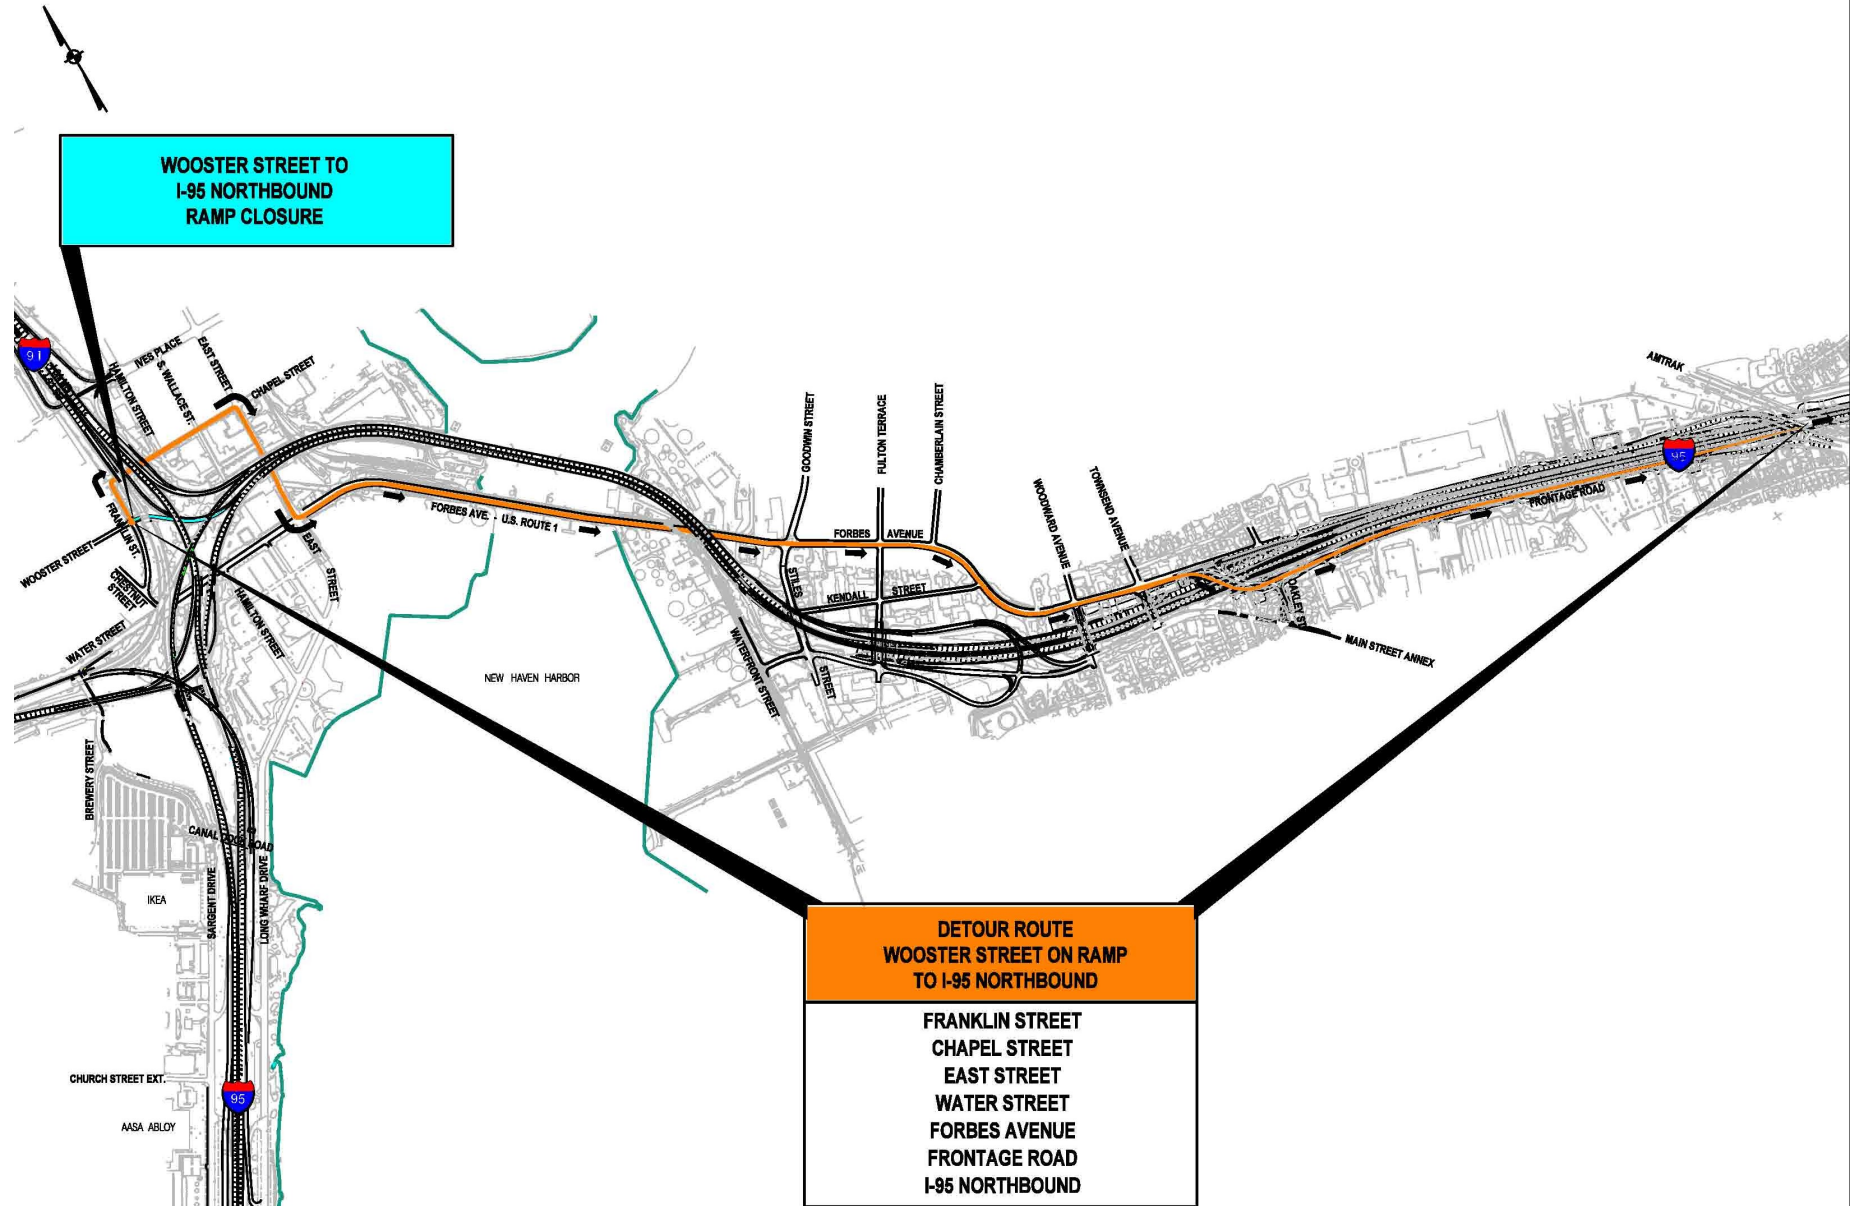 WOOSTER STREET TO
I-95 NORTHBOUND
RAMP CLOSURE
91
IVES PLACE
EAST STREET
HAMILTON STREET
S. WALLACE ST.
CHAPEL STREET
FRANKLIN ST.
WOOSTER STREET
CHESTNUT
STREET
WATER STREET
HAMILTON STREET
EAST
STREET
FORBES AVE. - U.S. ROUTE 1
NEW HAVEN HARBOR
GOODWIN STREET
FULTON TERRACE
CHAMBERLAIN STREET
FORBES AVENUE
STILES
STREET
KENDALL STREET
WATERFRONT STREET
WOODWARD AVENUE
TOWNSEND AVENUE
OAKLEY ST.
MAIN STREET ANNEX
FRONTAGE ROAD
95
AMTRAK
BREWERY STREET
CANAL DOCK ROAD
IKEA
SARGENT DRIVE
LONG WHARF DRIVE
CHURCH STREET EXT.
95
AASA ABLOY
DETOUR ROUTE
WOOSTER STREET ON RAMP
TO I-95 NORTHBOUND
FRANKLIN STREET
CHAPEL STREET
EAST STREET
WATER STREET
FORBES AVENUE
FRONTAGE ROAD
I-95 NORTHBOUND